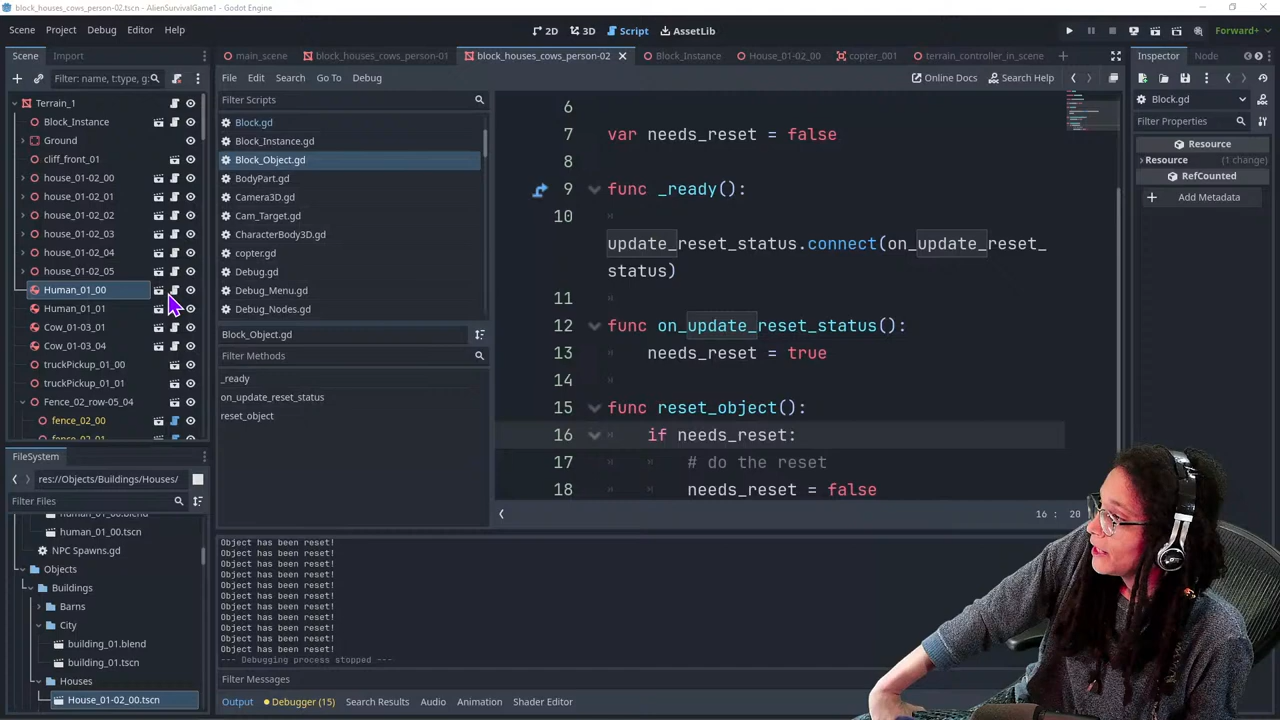 block_houses_cows_person-02.tscn - AlienSurvivalGame1 - Godot Engine
Scene Project Debug Editor Help
2D 3D Script AssetLib
Forward+
Scene Import
main_scene block_houses_cows_person-01 block_houses_cows_person-02 Block_Instance House_01-02_00 copter_001 terrain_controller_in_scene
Inspector Node
Filter: name, t:type, g:
File Edit Search Go To Debug
Online Docs Search Help
Block.gd
Filter Properties
Resource
Resource (1 change)
RefCounted
Add Metadata
Terrain_1
Block_Instance
Ground
cliff_front_01
house_01-02_00
house_01-02_01
house_01-02_02
house_01-02_03
house_01-02_04
house_01-02_05
Human_01_00
Human_01_01
Cow_01-03_01
Cow_01-03_04
truckPickup_01_00
truckPickup_01_01
Fence_02_row-05_04
fence_02_00
FileSystem
res://Objects/Buildings/Houses/
Filter Files
human_01_00.tscn
NPC Spawns.gd
Objects
Buildings
Barns
City
building_01.blend
building_01.tscn
Houses
House_01-02_00.tscn
Filter Scripts
Block.gd
Block_Instance.gd
Block_Object.gd
BodyPart.gd
Camera3D.gd
Cam_Target.gd
CharacterBody3D.gd
copter.gd
Debug.gd
Debug_Menu.gd
Debug_Nodes.gd
Block_Object.gd
Filter Methods
_ready
on_update_reset_status
reset_object
6
7 var needs_reset = false
8
9 func _ready():
10
update_reset_status.connect(on_update_reset_
status)
11
12 func on_update_reset_status():
13 needs_reset = true
14
15 func reset_object():
16 if needs_reset:
17 # do the reset
18 needs_reset = false
16 : 20
Object has been reset!
Object has been reset!
Object has been reset!
Object has been reset!
Object has been reset!
Object has been reset!
Object has been reset!
Object has been reset!
Object has been reset!
Object has been reset!
Object has been reset!
--- Debugging process stopped ---
Filter Messages
Output Debugger (15) Search Results Audio Animation Shader Editor